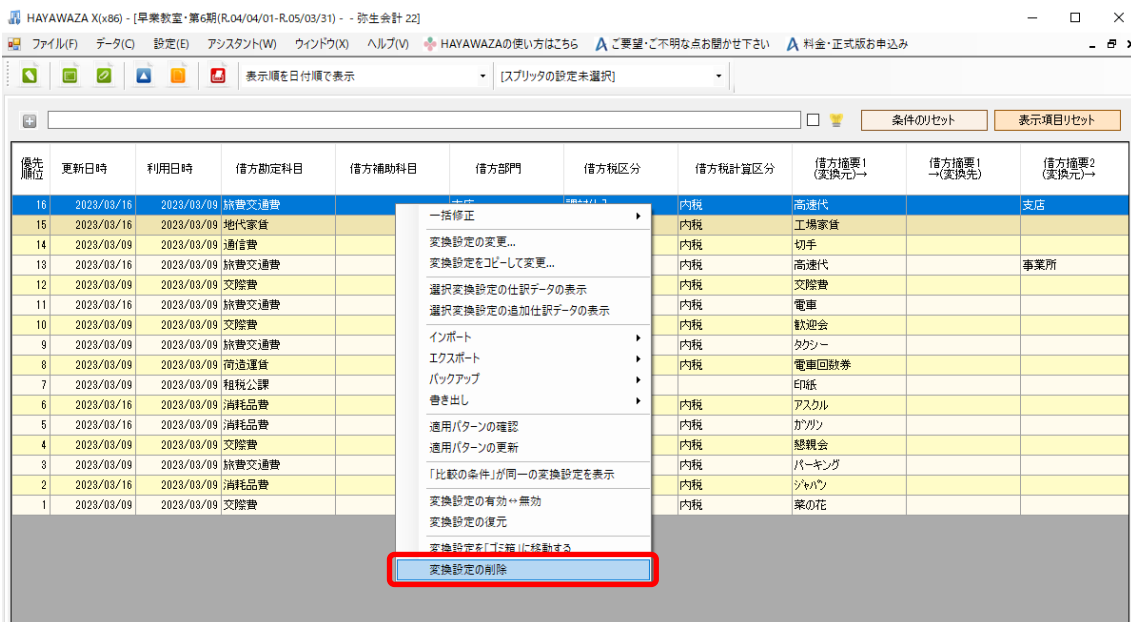 HAYAWAZA X(x86) - [早業教室・第6期(R.04/04/01-R.05/03/31) - - 弥生会計 22]
ファイル(F) データ(C) 設定(E) アシスタント(W) ウィンドウ(X) ヘルプ(V) HAYAWAZAの使い方はこちら ご要望・ご不明な点お聞かせ下さい 料金・正式版お申込み
表示順を日付順で表示 [スプリッタの設定未選択]
条件のリセット 表示項目リセット
優先順位 更新日時 利用日時 借方勘定科目 借方補助科目 借方部門 借方税区分 借方税計算区分 借方摘要1(変換元)→ 借方摘要1→(変換先) 借方摘要2(変換元)→
16 2023/03/16 2023/03/09 旅費交通費 内税 高速代 支店
15 2023/03/16 2023/03/09 地代家賃 内税 工場家賃
14 2023/03/09 2023/03/09 通信費 内税 切手
13 2023/03/16 2023/03/09 旅費交通費 内税 高速代 事業所
12 2023/03/09 2023/03/09 交際費 内税 交際費
11 2023/03/16 2023/03/09 旅費交通費 内税 電車
10 2023/03/09 2023/03/09 交際費 内税 歓迎会
9 2023/03/09 2023/03/09 旅費交通費 内税 タクシー
8 2023/03/09 2023/03/09 荷造運賃 内税 電車回数券
7 2023/03/09 2023/03/09 租税公課 印紙
6 2023/03/16 2023/03/09 消耗品費 内税 アスクル
5 2023/03/16 2023/03/09 消耗品費 内税 ガソリン
4 2023/03/09 2023/03/09 交際費 内税 懇親会
3 2023/03/09 2023/03/09 旅費交通費 内税 パーキング
2 2023/03/16 2023/03/09 消耗品費 内税 ジャパン
1 2023/03/09 2023/03/09 交際費 内税 菜の花
一括修正
変換設定の変更...
変換設定をコピーして変更...
選択変換設定の仕訳データの表示
選択変換設定の追加仕訳データの表示
インポート
エクスポート
バックアップ
書き出し
適用パターンの確認
適用パターンの更新
「比較の条件」が同一の変換設定を表示
変換設定の有効⇔無効
変換設定の復元
変換設定を「ゴミ箱」に移動する
変換設定の削除